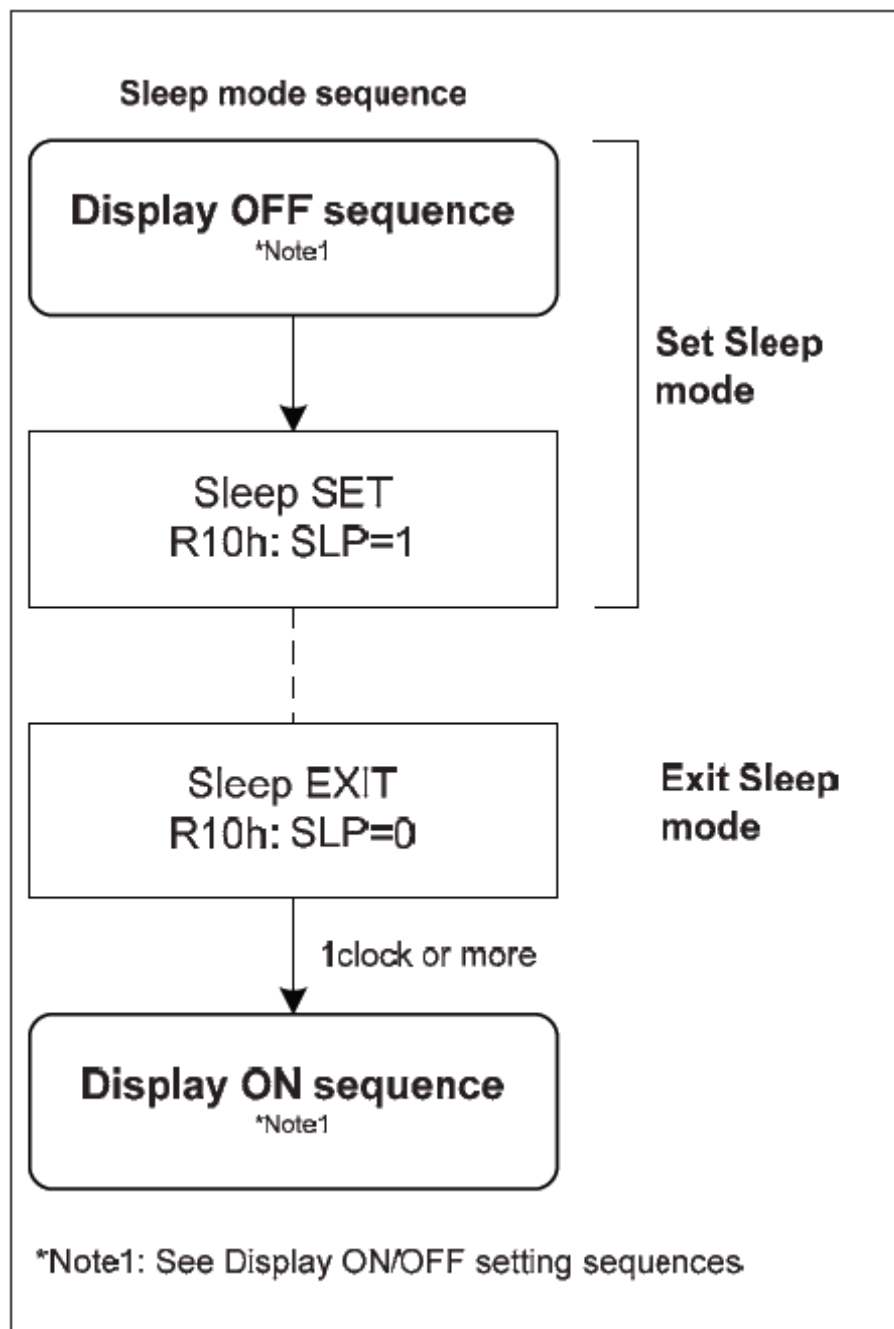 Sleep mode sequence
Display OFF sequence
*Note1
Set Sleep
mode
Sleep SET
R10h: SLP=1
Sleep EXIT
R10h: SLP=0
Exit Sleep
mode
1clock or more
Display ON sequence
*Note1
*Note1: See Display ON/OFF setting sequences